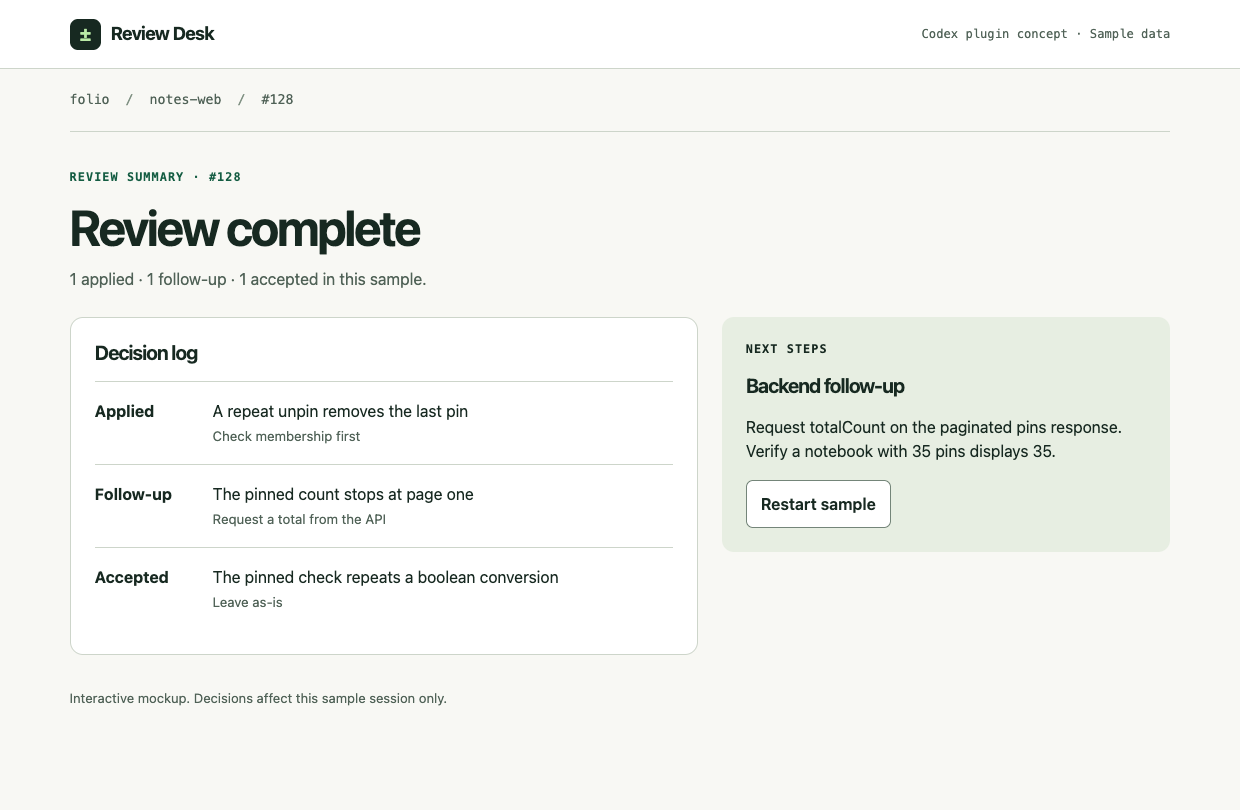 ± Review Desk
Codex plugin concept · Sample data
folio / notes-web / #128
REVIEW SUMMARY · #128
Review complete
1 applied · 1 follow-up · 1 accepted in this sample.
Decision log
Applied
A repeat unpin removes the last pin
Check membership first
Follow-up
The pinned count stops at page one
Request a total from the API
Accepted
The pinned check repeats a boolean conversion
Leave as-is
NEXT STEPS
Backend follow-up
Request totalCount on the paginated pins response.
Verify a notebook with 35 pins displays 35.
Restart sample
Interactive mockup. Decisions affect this sample session only.